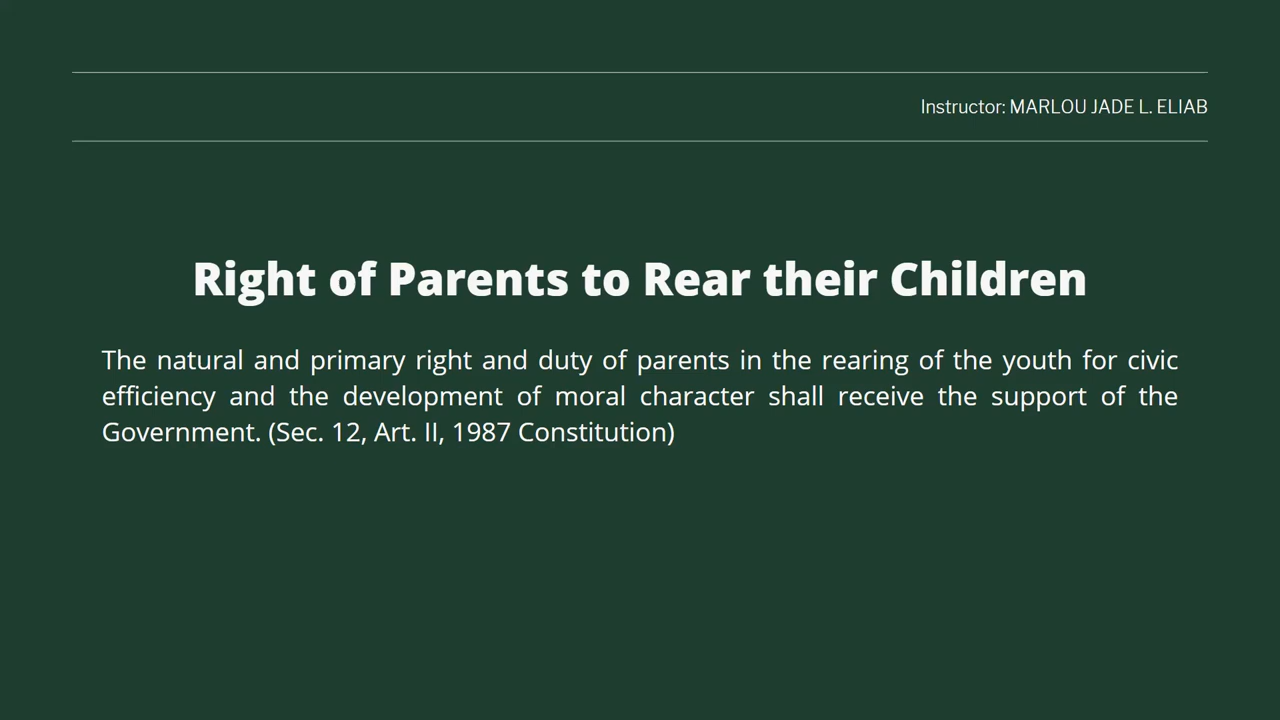 Instructor: MARLOU JADE L. ELIAB
Right of Parents to Rear their Children
The natural and primary right and duty of parents in the rearing of the youth for civic
efficiency and the development of moral character shall receive the support of the
Government. (Sec. 12, Art. II, 1987 Constitution)